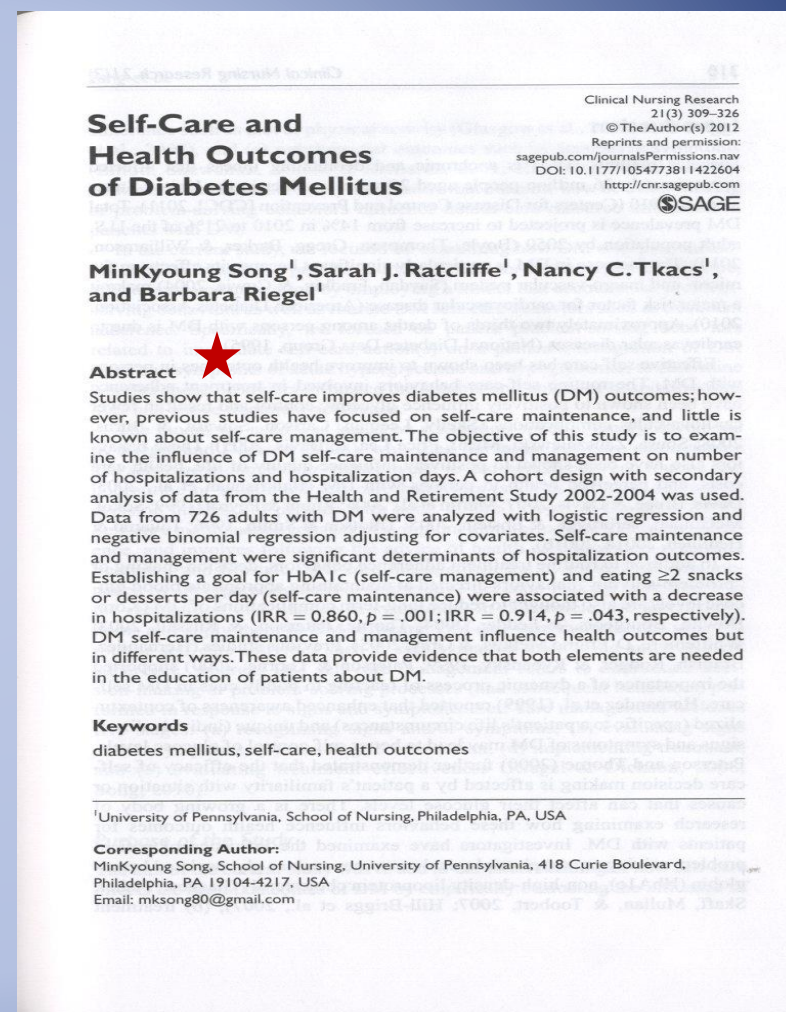 Clinical Nursing Research
21(3) 309–326
© The Author(s) 2012
Reprints and permission:
sagepub.com/journalsPermissions.nav
DOI: 10.1177/1054773811422604
http://cnr.sagepub.com
SAGE
Self-Care and
Health Outcomes
of Diabetes Mellitus
MinKyoung Song¹, Sarah J. Ratcliffe¹, Nancy C. Tkacs¹,
and Barbara Riegel¹
Abstract
Studies show that self-care improves diabetes mellitus (DM) outcomes; how-
ever, previous studies have focused on self-care maintenance, and little is
known about self-care management. The objective of this study is to exam-
ine the influence of DM self-care maintenance and management on number
of hospitalizations and hospitalization days. A cohort design with secondary
analysis of data from the Health and Retirement Study 2002-2004 was used.
Data from 726 adults with DM were analyzed with logistic regression and
negative binomial regression adjusting for covariates. Self-care maintenance
and management were significant determinants of hospitalization outcomes.
Establishing a goal for HbA1c (self-care management) and eating ≥2 snacks
or desserts per day (self-care maintenance) were associated with a decrease
in hospitalizations (IRR = 0.860, p = .001; IRR = 0.914, p = .043, respectively).
DM self-care maintenance and management influence health outcomes but
in different ways. These data provide evidence that both elements are needed
in the education of patients about DM.
Keywords
diabetes mellitus, self-care, health outcomes
¹University of Pennsylvania, School of Nursing, Philadelphia, PA, USA
Corresponding Author:
MinKyoung Song, School of Nursing, University of Pennsylvania, 418 Curie Boulevard,
Philadelphia, PA 19104-4217, USA
Email: mksong80@gmail.com